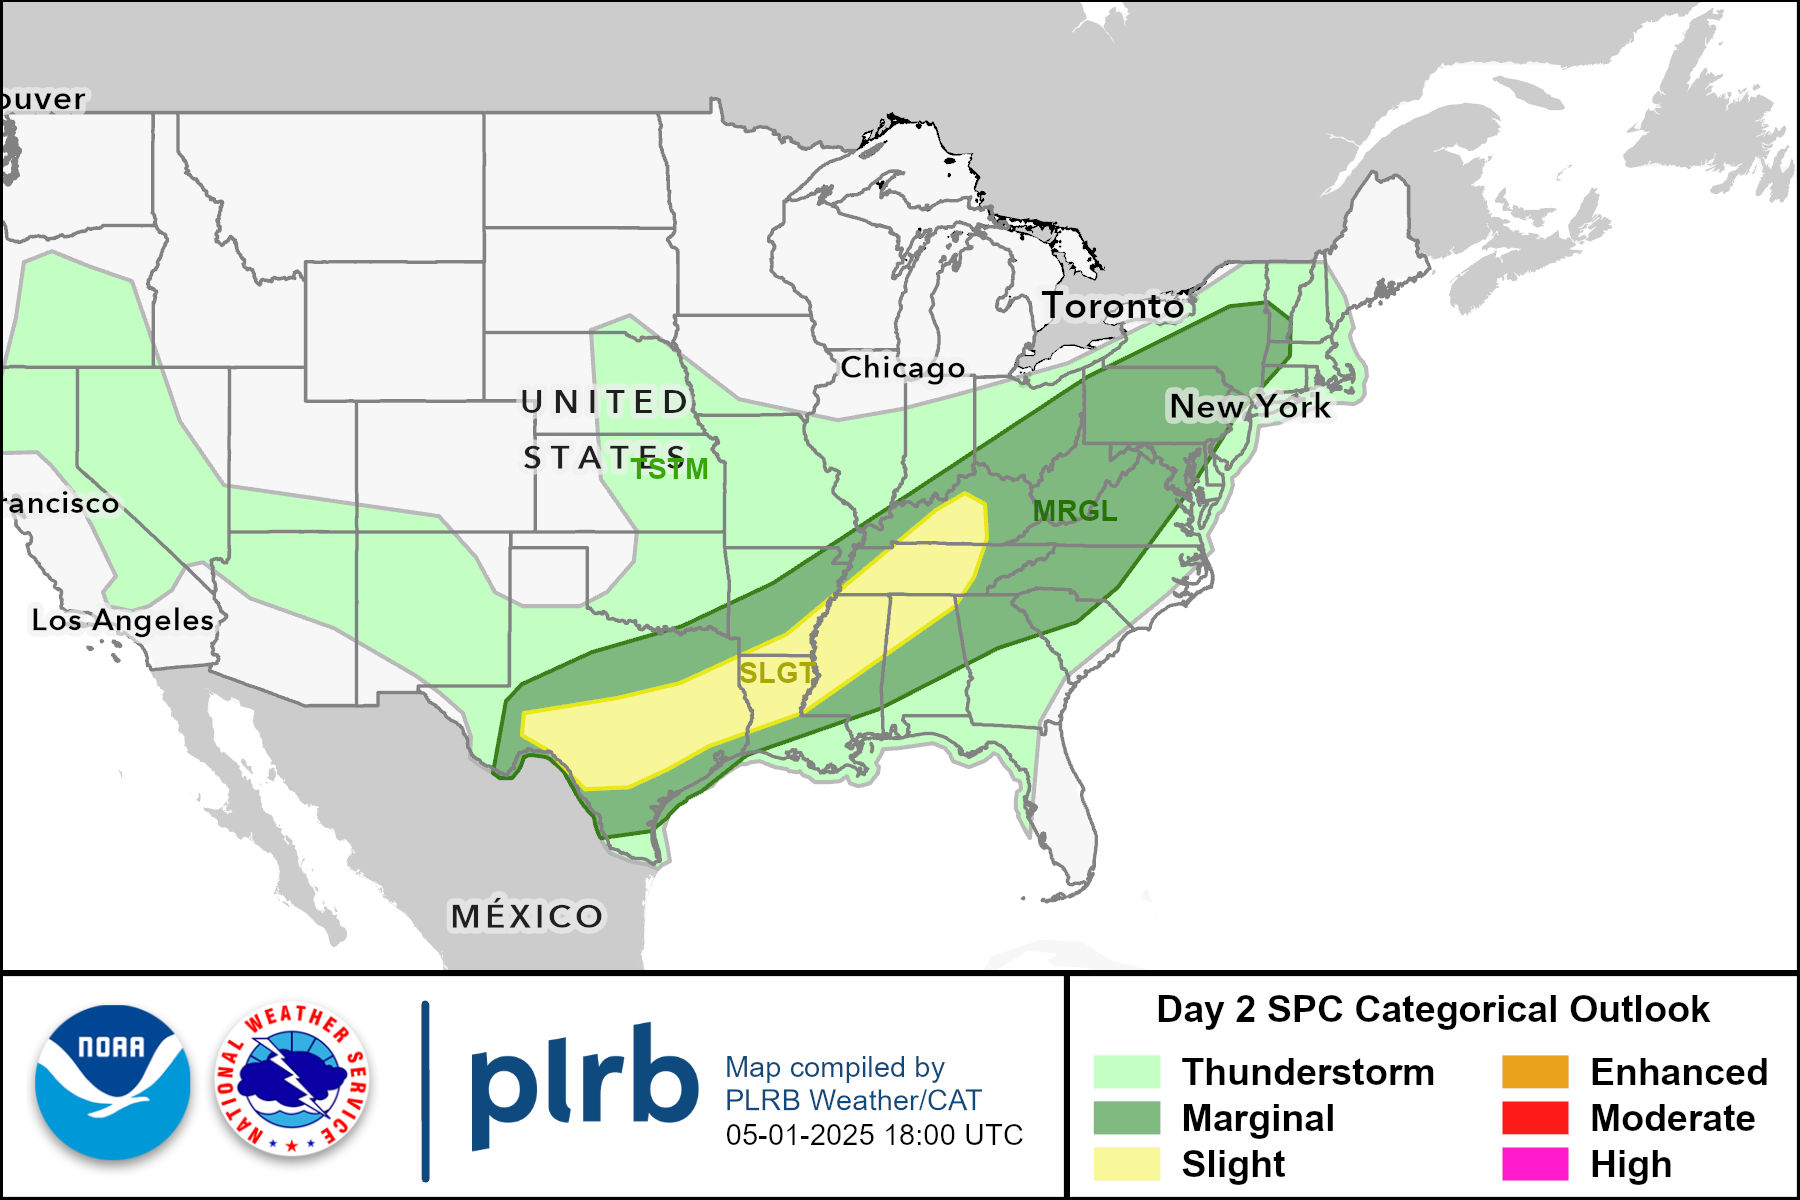 ouver
Toronto
Chicago
UNITED
STATES
New York
TSTM
rancisco
MRGL
Los Angeles
SLGT
MÉXICO
NOAA
NATIONAL WEATHER SERVICE
plrb
Map compiled by
PLRB Weather/CAT
05-01-2025 18:00 UTC
Day 2 SPC Categorical Outlook
Thunderstorm
Enhanced
Marginal
Moderate
Slight
High